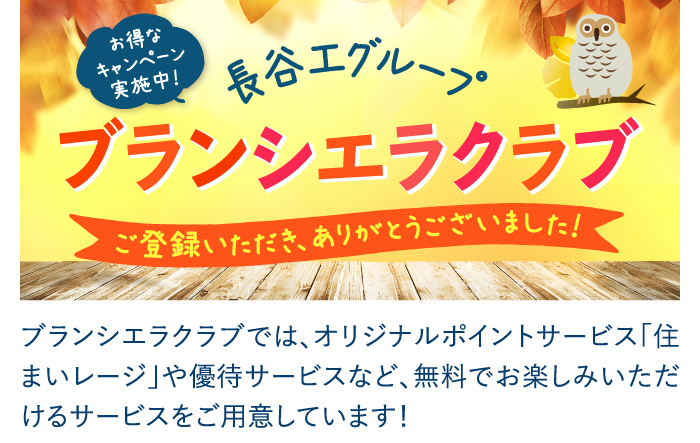 お得な
キャンペーン
実施中!
長谷工グループ
ブランシエラクラブ
ご登録いただき、ありがとうございました!
ブランシエラクラブでは、オリジナルポイントサービス「住
まいレージ」や優待サービスなど、無料でお楽しみいただ
けるサービスをご用意しています!